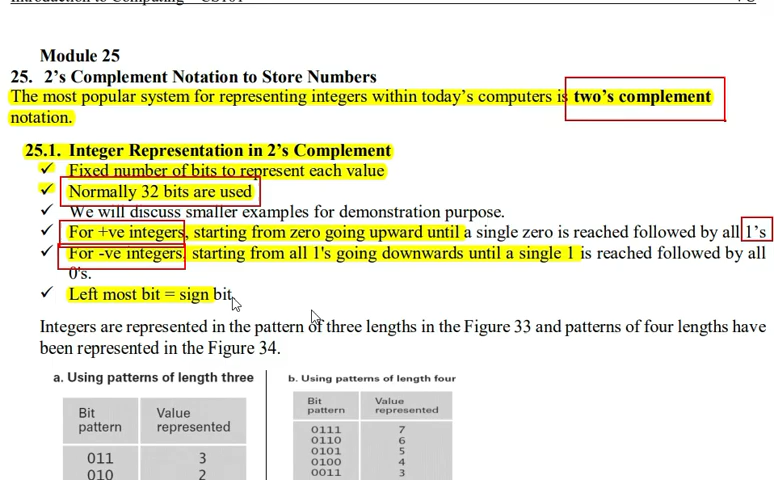 Module 25
25. 2's Complement Notation to Store Numbers
The most popular system for representing integers within today's computers is two's complement
notation.
25.1. Integer Representation in 2's Complement
✓ Fixed number of bits to represent each value
✓ Normally 32 bits are used
✓ We will discuss smaller examples for demonstration purpose.
✓ For +ve integers, starting from zero going upward until a single zero is reached followed by all 1's
✓ For -ve integers, starting from all 1's going downwards until a single 1 is reached followed by all
0's.
✓ Left most bit = sign bit
Integers are represented in the pattern of three lengths in the Figure 33 and patterns of four lengths have
been represented in the Figure 34.
a. Using patterns of length three
Bit pattern Value represented
011 3
010 2
b. Using patterns of length four
Bit pattern Value represented
0111 7
0110 6
0101 5
0100 4
0011 3